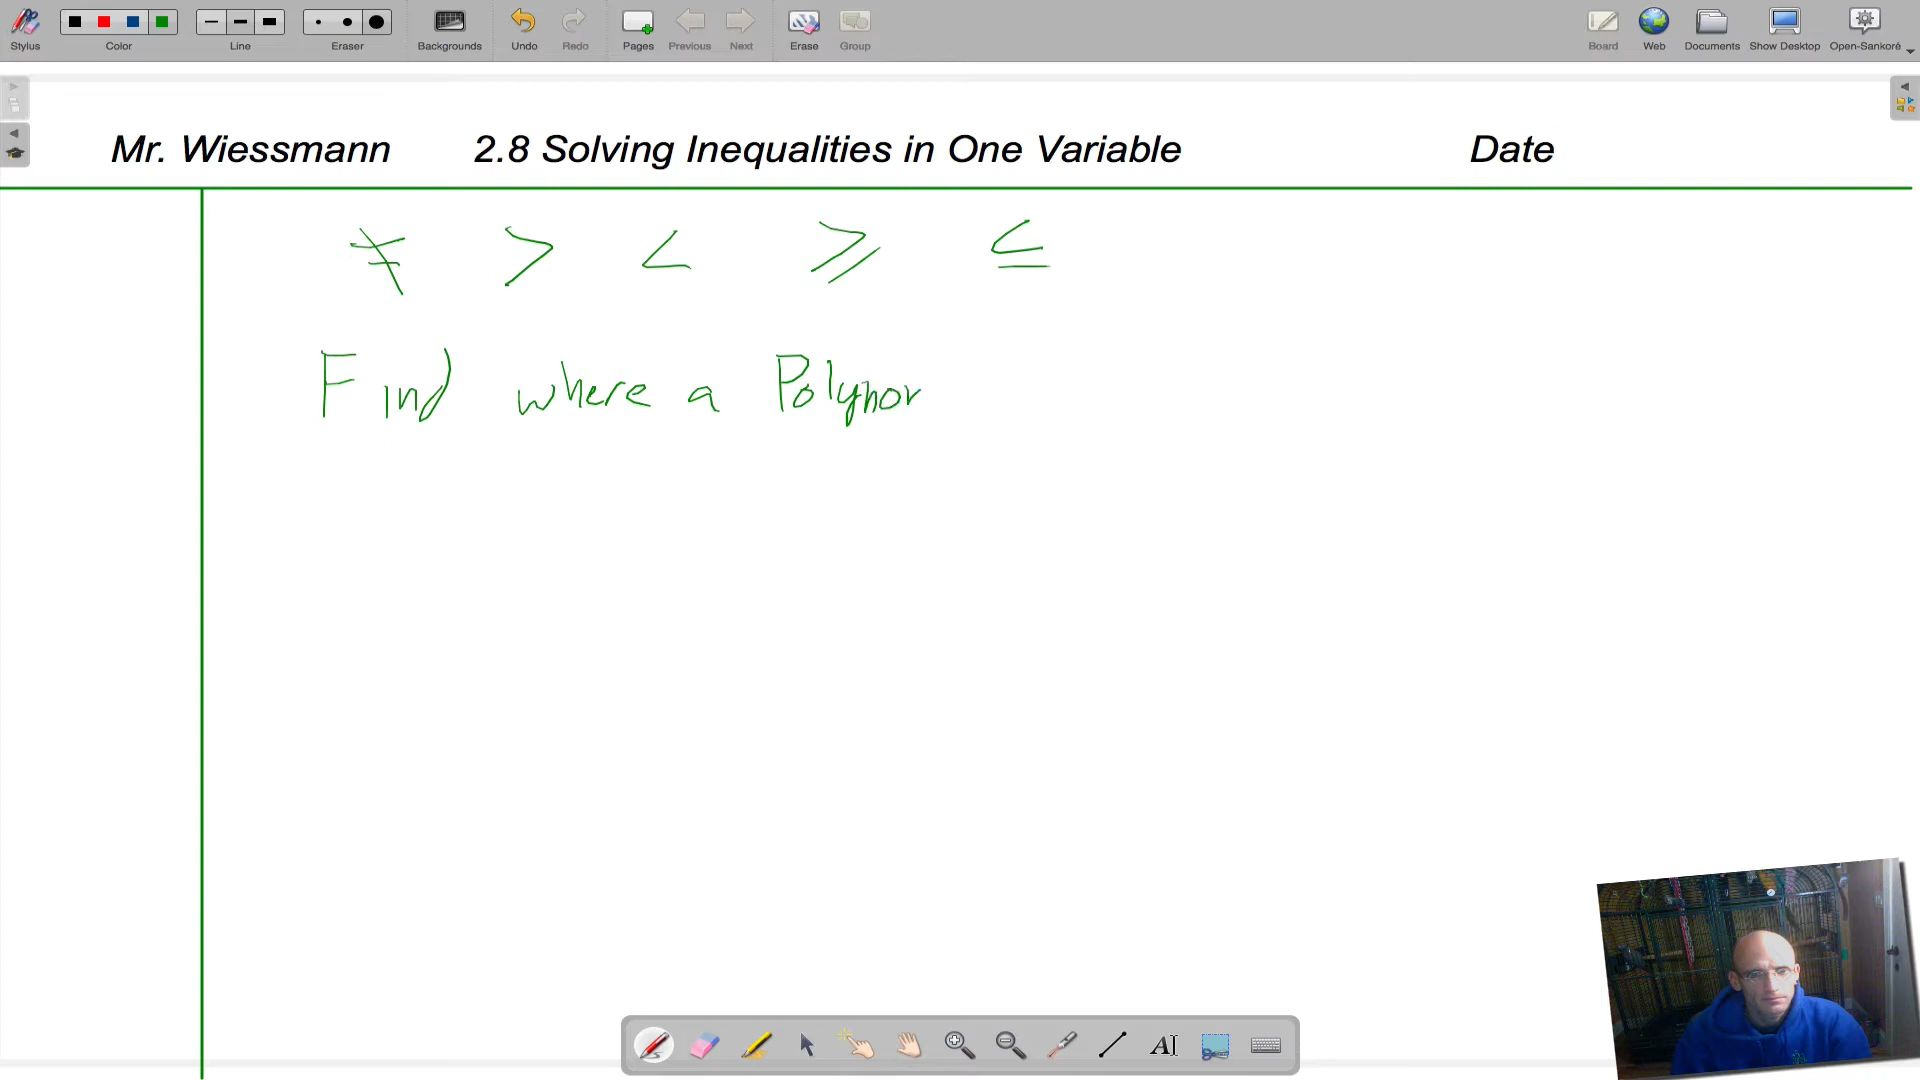 Stylus Color Line Eraser Backgrounds Undo Redo Pages Previous Next Erase Group Board Web Documents Show Desktop Open-Sankoré
Mr. Wiessmann 2.8 Solving Inequalities in One Variable Date
≠ > < ≥ ≤
Find where a Polynor
AI